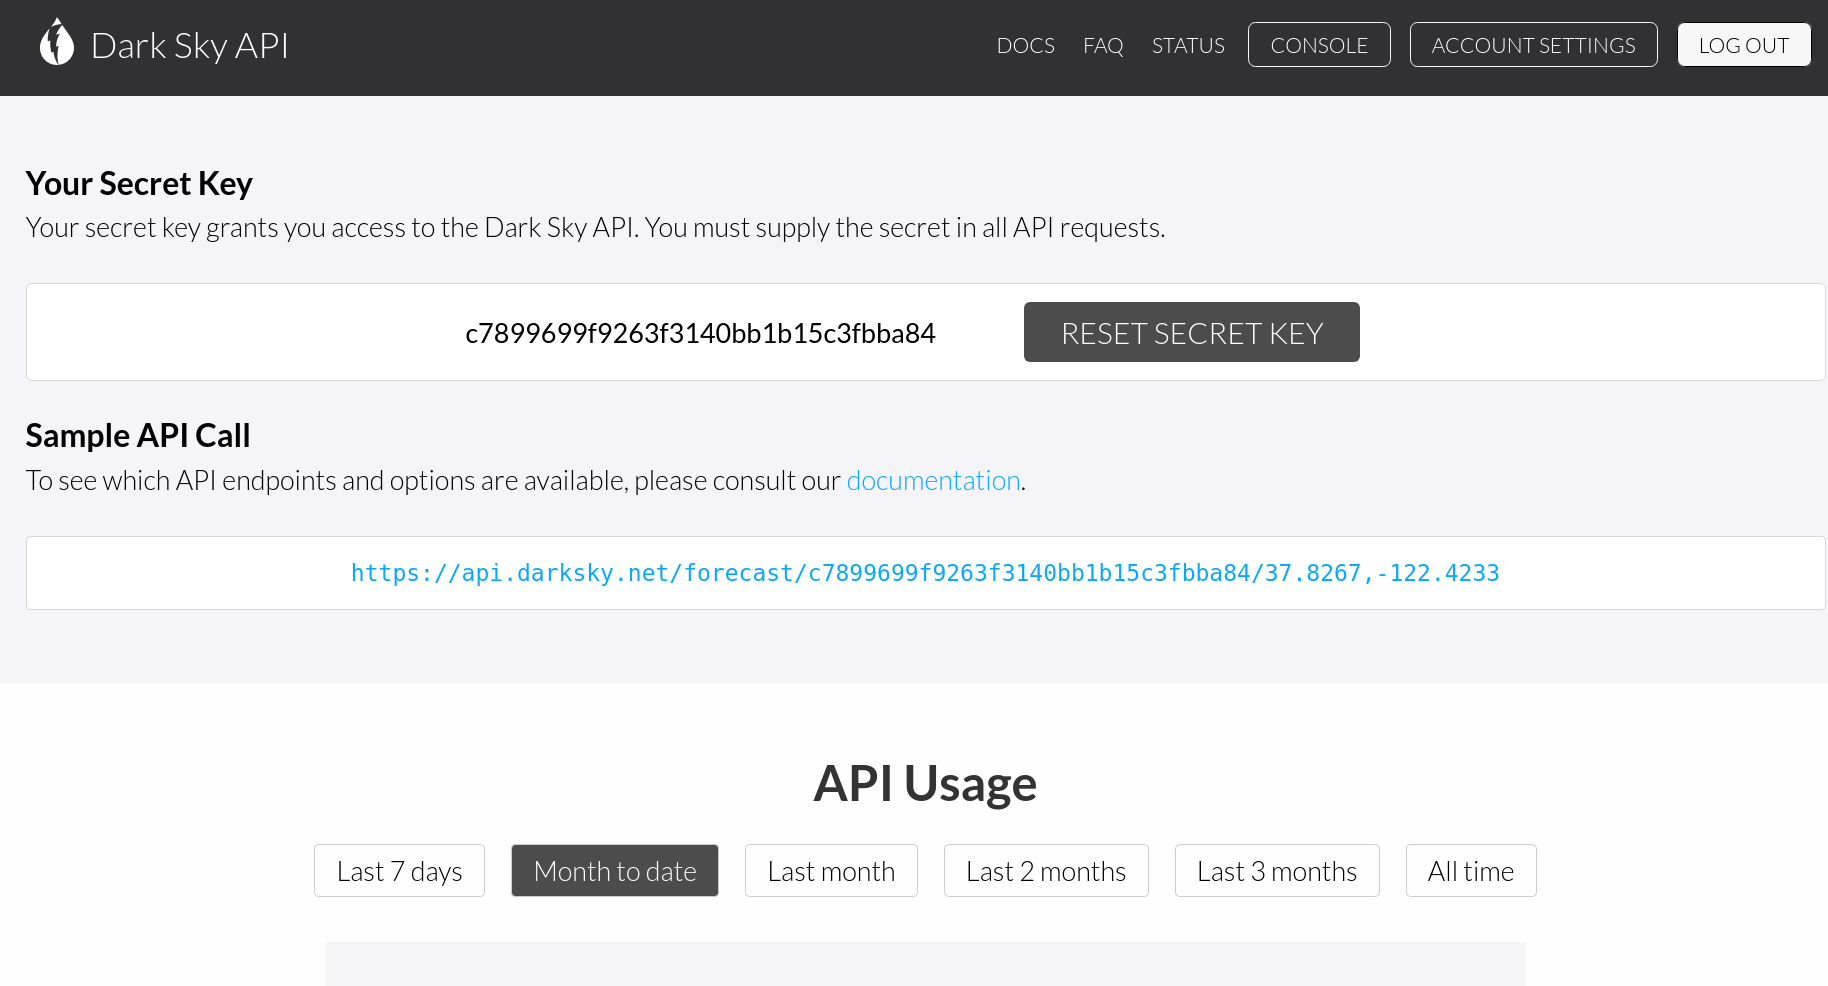 Dark Sky API
DOCS FAQ STATUS CONSOLE ACCOUNT SETTINGS LOG OUT
Your Secret Key
Your secret key grants you access to the Dark Sky API. You must supply the secret in all API requests.
c7899699f9263f3140bb1b15c3fbba84 RESET SECRET KEY
Sample API Call
To see which API endpoints and options are available, please consult our documentation.
https://api.darksky.net/forecast/c7899699f9263f3140bb1b15c3fbba84/37.8267,-122.4233
API Usage
Last 7 days Month to date Last month Last 2 months Last 3 months All time